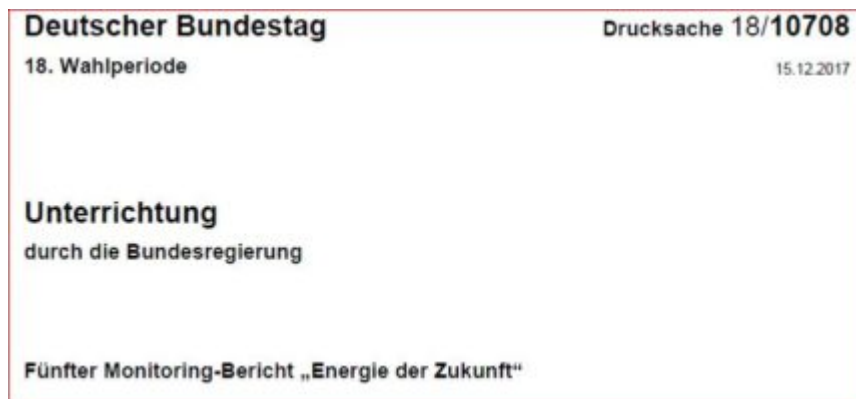 Deutscher Bundestag Drucksache 18/10708
18. Wahlperiode 15.12.2017
Unterrichtung
durch die Bundesregierung
Fünfter Monitoring-Bericht „Energie der Zukunft“